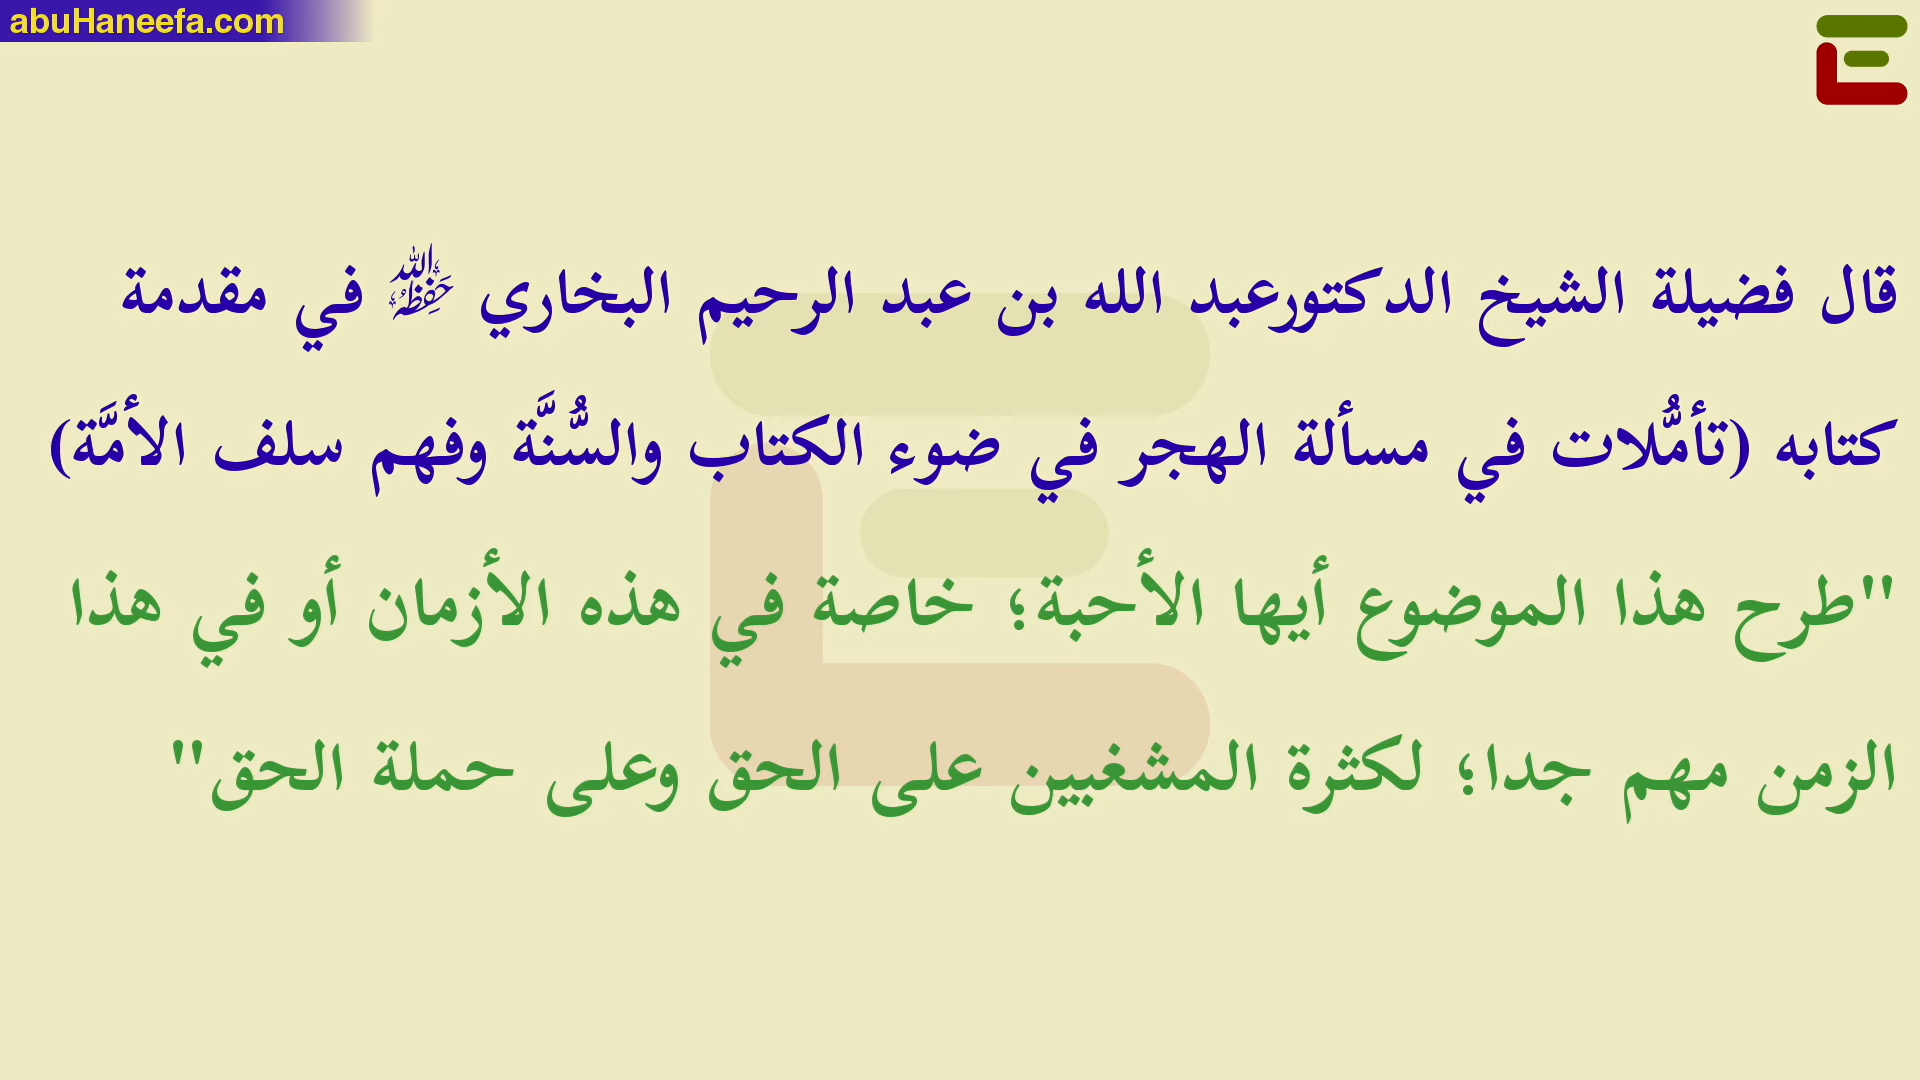 abuHaneefa.com
قال فضيلة الشيخ الدكتورعبد الله بن عبد الرحيم البخاري حَفِظَهُ الله في مقدمة
كتابه (تأمُّلات في مسألة الهجر في ضوء الكتاب والسُّنَّة وفهم سلف الأمَّة)
"طرح هذا الموضوع أيها الأحبة؛ خاصة في هذه الأزمان أو في هذا
الزمن مهم جدا؛ لكثرة المشغبين على الحق وعلى حملة الحق"